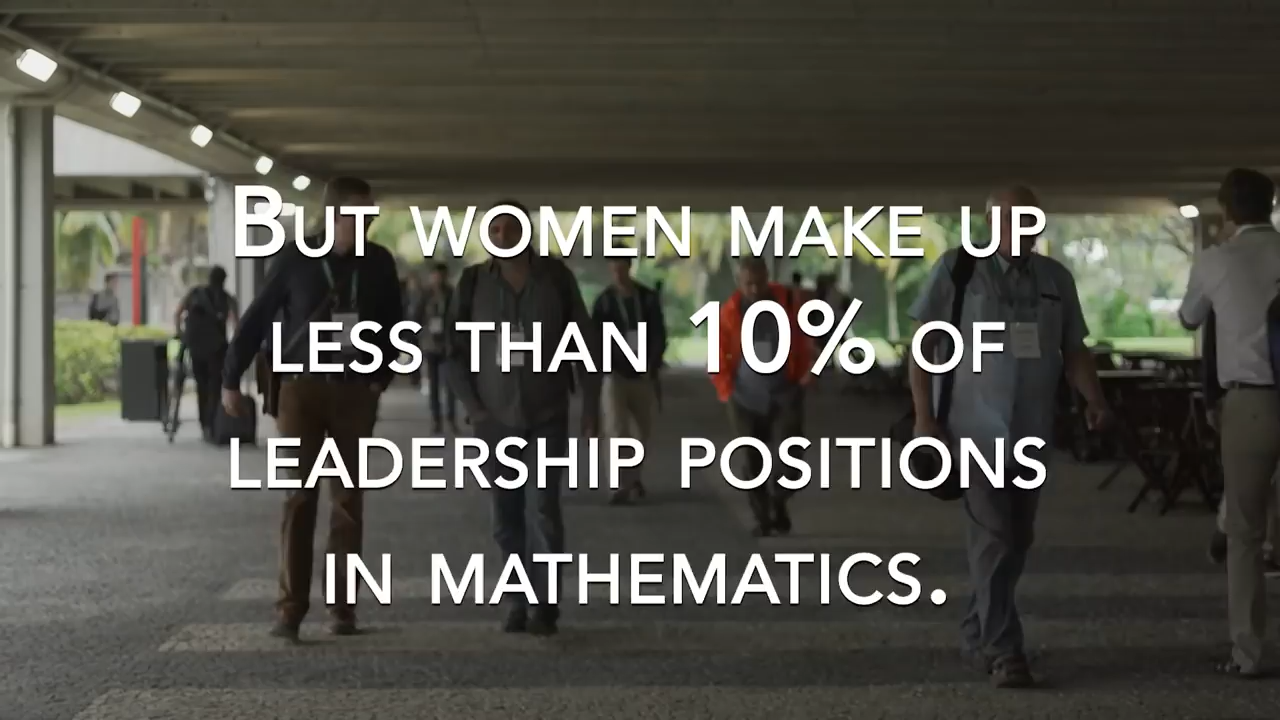 But women make up
less than 10% of
leadership positions
in mathematics.